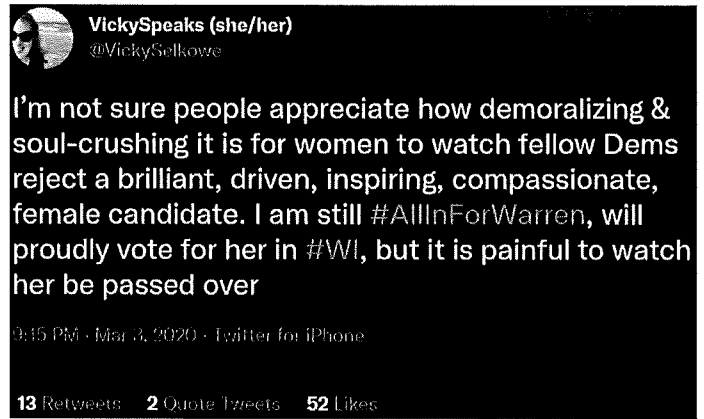 VickySpeaks (she/her)
@VickySelkowe
I'm not sure people appreciate how demoralizing &
soul-crushing it is for women to watch fellow Dems
reject a brilliant, driven, inspiring, compassionate,
female candidate. I am still #AllInForWarren, will
proudly vote for her in #WI, but it is painful to watch
her be passed over
9:15 PM · Mar 3, 2020 · Twitter for iPhone
13 Retweets 2 Quote Tweets 52 Likes